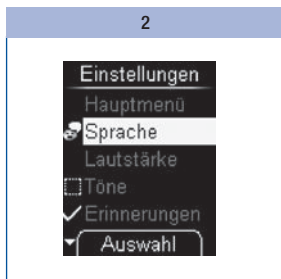 2
Einstellungen
Hauptmenü
Sprache
Lautstärke
Töne
Erinnerungen
Auswahl